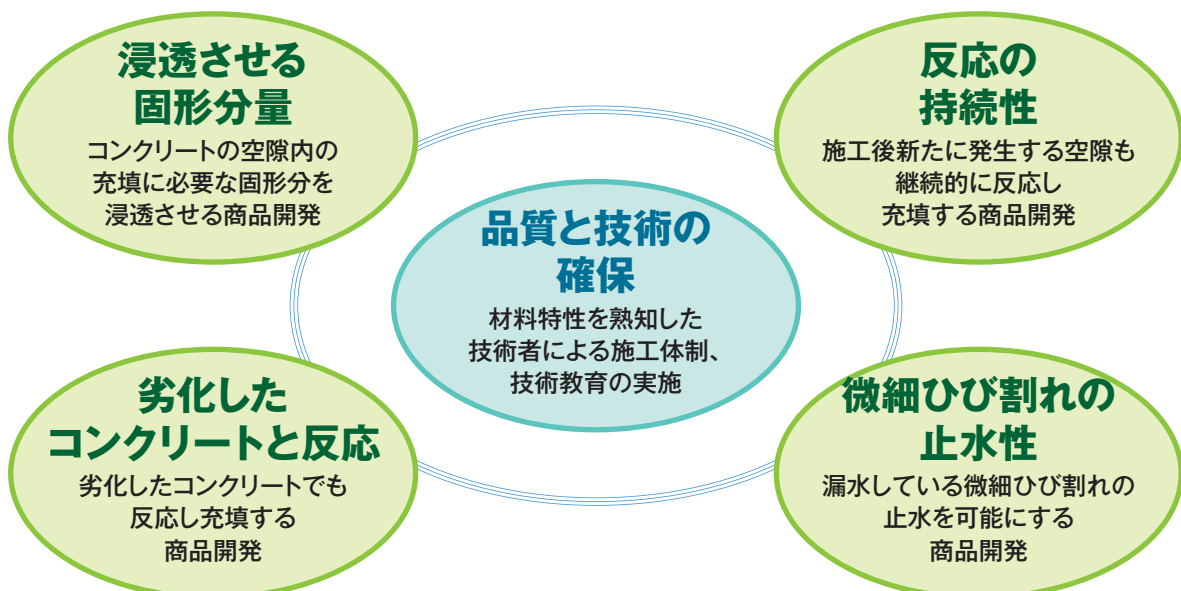 浸透させる
固形分量
コンクリートの空隙内の
充填に必要な固形分を
浸透させる商品開発
反応の
持続性
施工後新たに発生する空隙も
継続的に反応し
充填する商品開発
品質と技術の
確保
材料特性を熟知した
技術者による施工体制、
技術教育の実施
劣化した
コンクリートと反応
劣化したコンクリートでも
反応し充填する
商品開発
微細ひび割れの
止水性
漏水している微細ひび割れの
止水を可能にする
商品開発